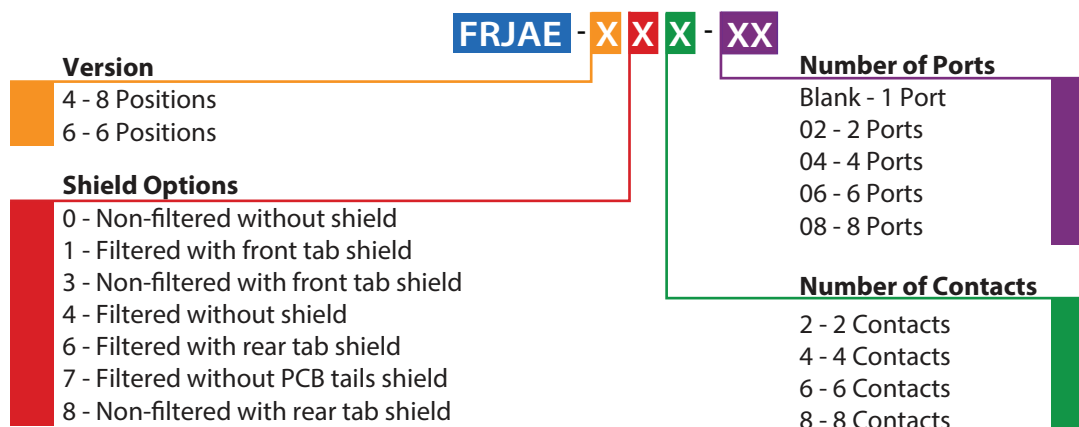 FRJAE - X X X - XX
Version
4 - 8 Positions
6 - 6 Positions
Shield Options
0 - Non-filtered without shield
1 - Filtered with front tab shield
3 - Non-filtered with front tab shield
4 - Filtered without shield
6 - Filtered with rear tab shield
7 - Filtered without PCB tails shield
8 - Non-filtered with rear tab shield
Number of Ports
Blank - 1 Port
02 - 2 Ports
04 - 4 Ports
06 - 6 Ports
08 - 8 Ports
Number of Contacts
2 - 2 Contacts
4 - 4 Contacts
6 - 6 Contacts
8 - 8 Contacts